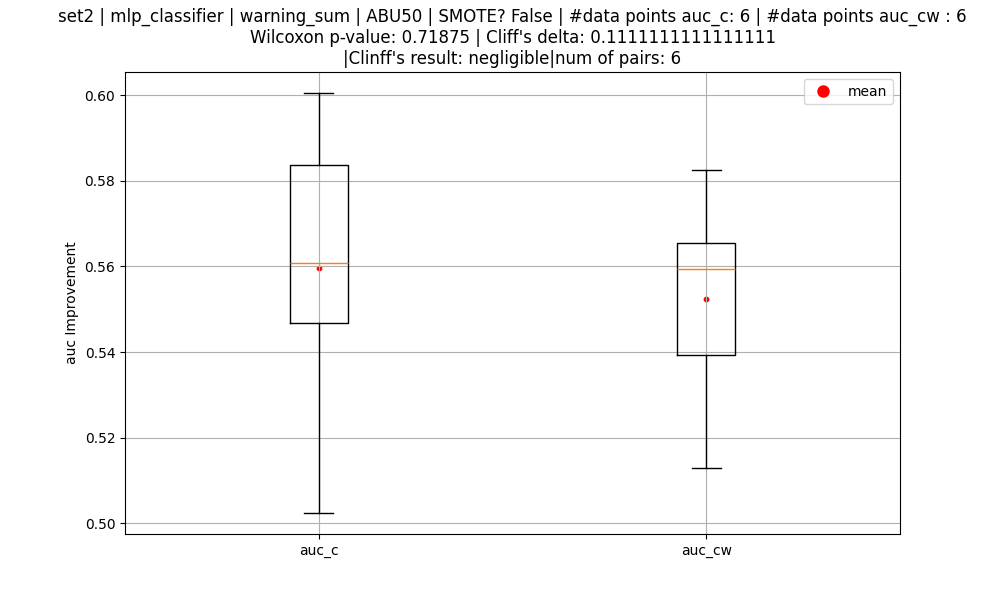 set2 | mlp_classifier | warning_sum | ABU50 | SMOTE? False | #data points auc_c: 6 | #data points auc_cw : 6
Wilcoxon p-value: 0.71875 | Cliff's delta: 0.1111111111111111
|Clinff's result: negligible|num of pairs: 6
mean
0.60
0.58
0.56
0.54
0.52
0.50
auc Improvement
auc_c
auc_cw